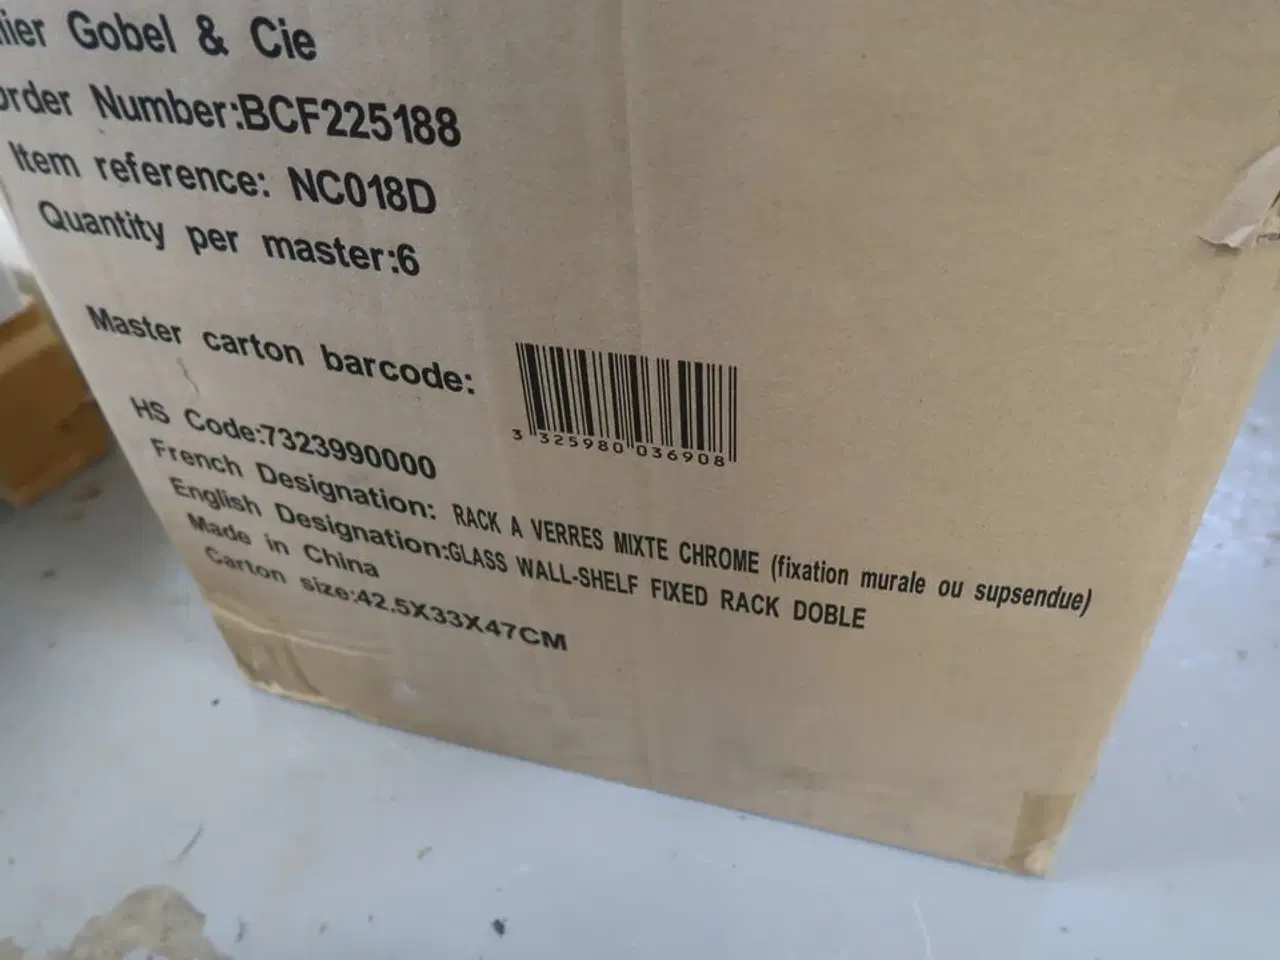 Gobel & Cie
Order Number:BCF225188
Item reference: NC018D
Quantity per master:6
Master carton barcode:
3 325980 036908
HS Code:7323990000
French Designation: RACK A VERRES MIXTE CHROME (fixation murale ou supsendue)
English Designation:GLASS WALL-SHELF FIXED RACK DOBLE
Made in China
Carton size:42.5X33X47CM